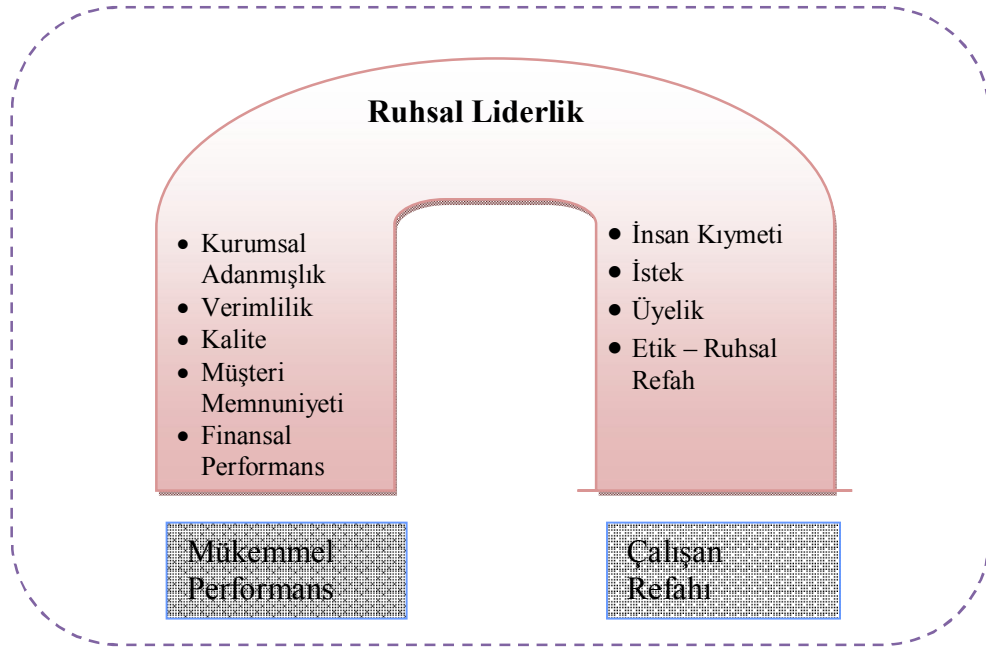 Ruhsal Liderlik
• Kurumsal
Adanmışlık
• Verimlilik
• Kalite
• Müşteri
Memnuniyeti
• Finansal
Performans
• İnsan Kıymeti
• İstek
• Üyelik
• Etik – Ruhsal
Refah
Mükemmel
Performans
Çalışan
Refahı